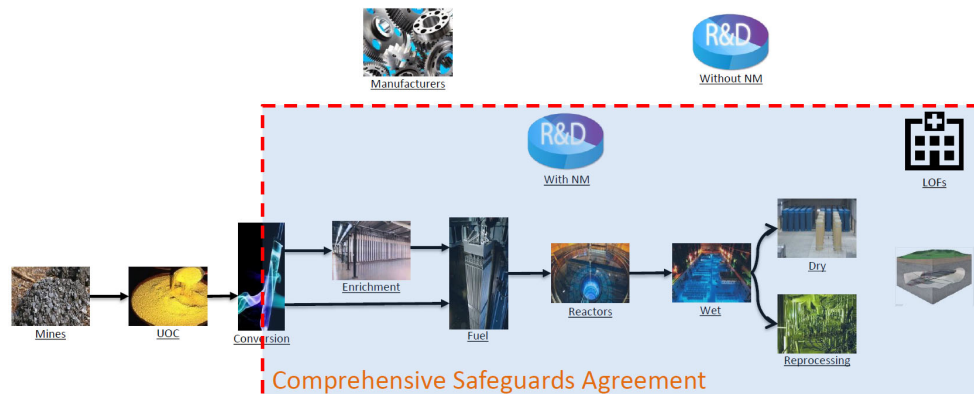 R&D
Manufacturers
Without NM
R&D
With NM
LOFs
Enrichment
Dry
Mines
UOC
Conversion
Fuel
Reactors
Wet
Reprocessing
Comprehensive Safeguards Agreement